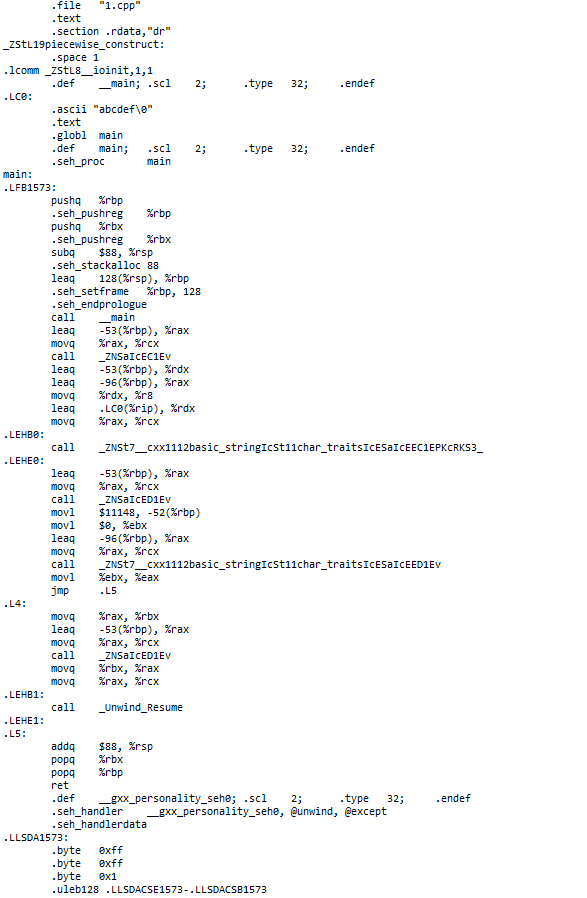 .file "1.cpp"
.text
.section .rdata,"dr"
_ZStL19piecewise_construct:
.space 1
.lcomm _ZStL8__ioinit,1,1
.def __main; .scl 2; .type 32; .endef
.LC0:
.ascii "abcdef\0"
.text
.globl main
.def main; .scl 2; .type 32; .endef
.seh_proc main
main:
.LFB1573:
pushq %rbp
.seh_pushreg %rbp
pushq %rbx
.seh_pushreg %rbx
subq $88, %rsp
.seh_stackalloc 88
leaq 128(%rsp), %rbp
.seh_setframe %rbp, 128
.seh_endprologue
call __main
leaq -53(%rbp), %rax
movq %rax, %rcx
call _ZNSaIcEC1Ev
leaq -53(%rbp), %rdx
leaq -96(%rbp), %rax
movq %rdx, %r8
leaq .LC0(%rip), %rdx
movq %rax, %rcx
.LEHB0:
call _ZNSt7__cxx1112basic_stringIcSt11char_traitsIcESaIcEEC1EPKcRKS3_
.LEHE0:
leaq -53(%rbp), %rax
movq %rax, %rcx
call _ZNSaIcED1Ev
movl $11148, -52(%rbp)
movl $0, %ebx
leaq -96(%rbp), %rax
movq %rax, %rcx
call _ZNSt7__cxx1112basic_stringIcSt11char_traitsIcESaIcEED1Ev
movl %ebx, %eax
jmp .L5
.L4:
movq %rax, %rbx
leaq -53(%rbp), %rax
movq %rax, %rcx
call _ZNSaIcED1Ev
movq %rbx, %rax
movq %rax, %rcx
.LEHB1:
call _Unwind_Resume
.LEHE1:
.L5:
addq $88, %rsp
popq %rbx
popq %rbp
ret
.def __gxx_personality_seh0; .scl 2; .type 32; .endef
.seh_handler __gxx_personality_seh0, @unwind, @except
.seh_handlerdata
.LLSDA1573:
.byte 0xff
.byte 0xff
.byte 0x1
.uleb128 .LLSDACSE1573-.LLSDACSB1573